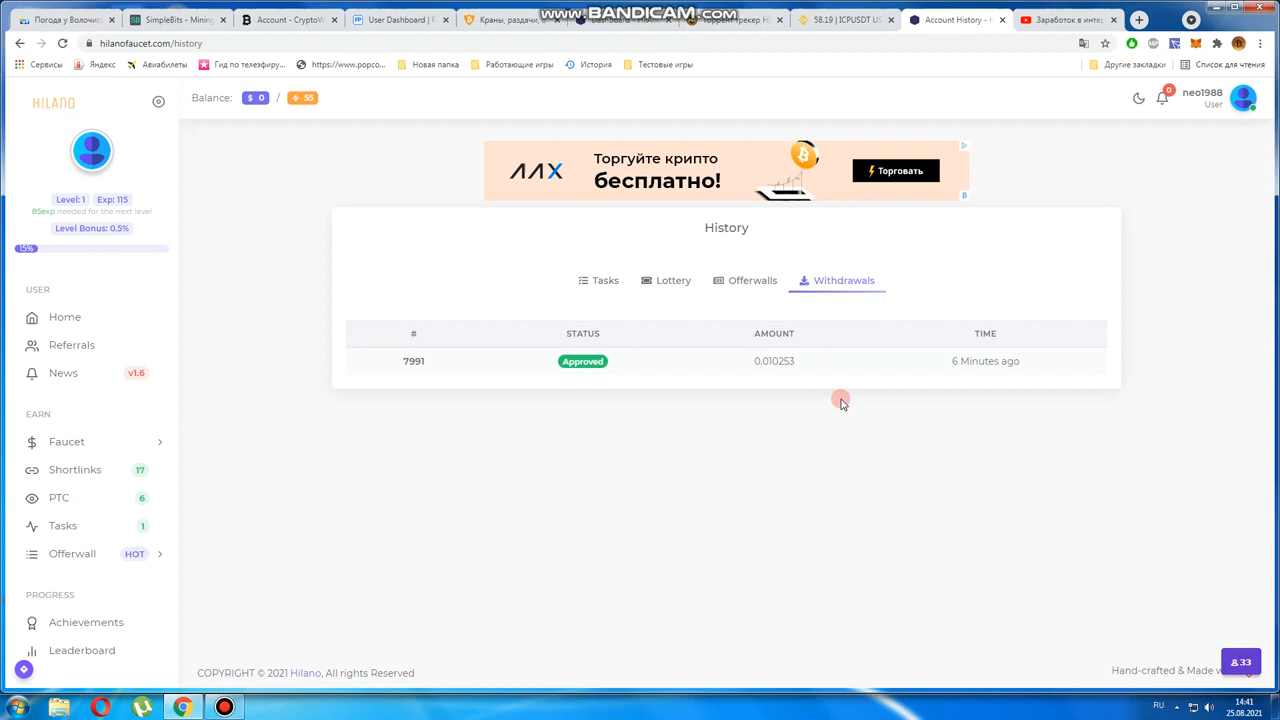 www.BANDICAM.com
Погода у Волочис
SimpleBits - Mining
Account - CryptoW
User Dashboard | F
Краны, раздачи,
58.19 | ICPUSDT U
Account History - H
Заработок в интер
hilanofaucet.com/history
Сервисы
Яндекс
Авиабилеты
Гид по телэфиру:...
https://www.popco...
Новая папка
Работающие игры
История
Тестовые игры
Другие закладки
Список для чтения
HILANO
Balance: $ 0 / 55
0
neo1988
User
Level: 1 Exp: 115
85exp needed for the next level
Level Bonus: 0.5%
15%
ΛΛX
Торгуйте крипто
бесплатно!
Торговать
History
Tasks Lottery Offerwalls Withdrawals
# STATUS AMOUNT TIME
7991 Approved 0.010253 6 Minutes ago
USER
Home
Referrals
News v1.6
EARN
Faucet
Shortlinks 17
PTC 6
Tasks 1
Offerwall HOT
PROGRESS
Achievements
Leaderboard
COPYRIGHT © 2021 Hilano, All rights Reserved
Hand-crafted & Made w
33
RU
14:41
25.08.2021